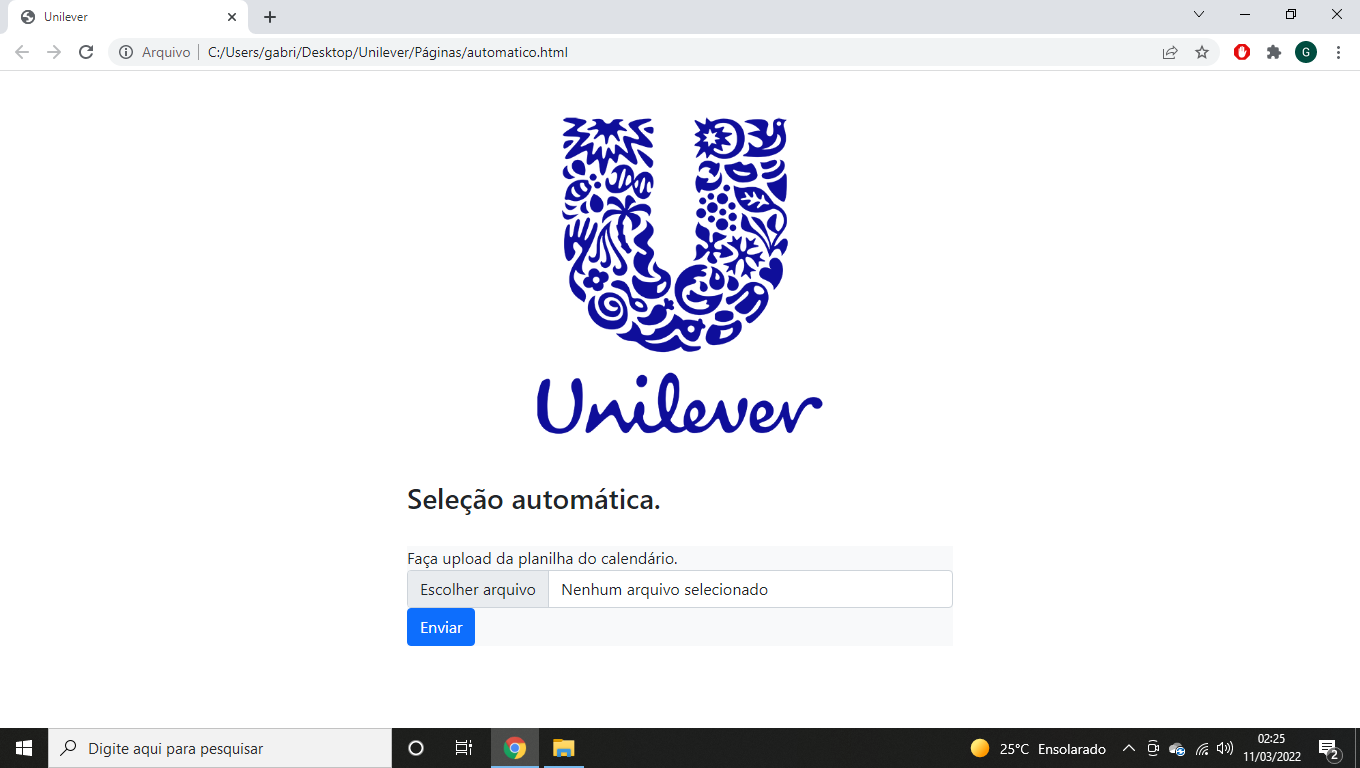 Unilever
Arquivo
C:/Users/gabri/Desktop/Unilever/Páginas/automatico.html
G
Unilever
Seleção automática.
Faça upload da planilha do calendário.
Escolher arquivo
Nenhum arquivo selecionado
Enviar
Digite aqui para pesquisar
25°C Ensolarado
02:25
11/03/2022
2